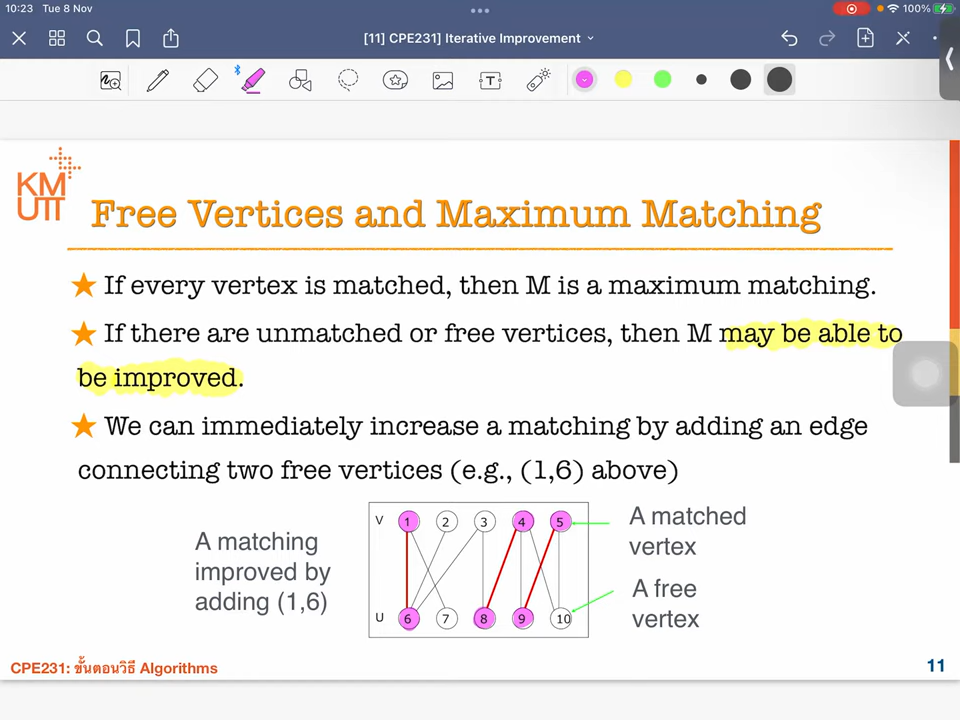 10:23 Tue 8 Nov
100%
[11] CPE231] Iterative Improvement
T
KM
UTT
Free Vertices and Maximum Matching
If every vertex is matched, then M is a maximum matching.
If there are unmatched or free vertices, then M may be able to
be improved.
We can immediately increase a matching by adding an edge
connecting two free vertices (e.g., (1,6) above)
A matching
improved by
adding (1,6)
V 1 2 3 4 5
U 6 7 8 9 10
A matched
vertex
A free
vertex
CPE231: ขั้นตอนวิธี Algorithms
11